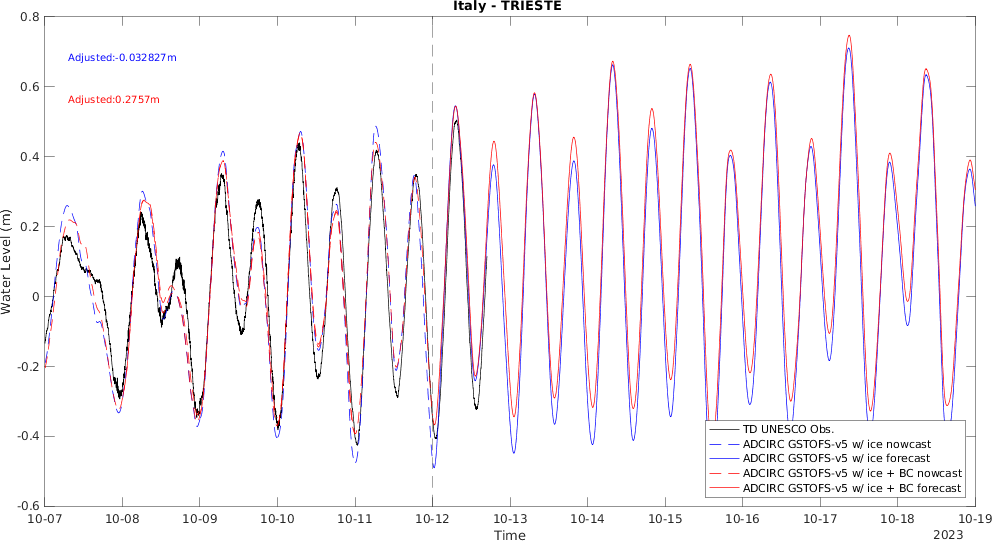 Italy - TRIESTE
Adjusted:-0.032827m
Adjusted:0.2757m
0.8
0.6
0.4
0.2
0
-0.2
-0.4
-0.6
Water Level (m)
TD UNESCO Obs.
ADCIRC GSTOFS-v5 w/ ice nowcast
ADCIRC GSTOFS-v5 w/ ice forecast
ADCIRC GSTOFS-v5 w/ ice + BC nowcast
ADCIRC GSTOFS-v5 w/ ice + BC forecast
10-07 10-08 10-09 10-10 10-11 10-12 10-13 10-14 10-15 10-16 10-17 10-18 10-19
Time
2023